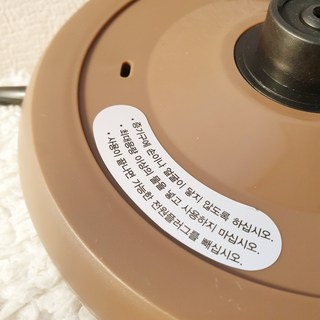 • 증기구에 손이나 얼굴이 닿지 않도록 하십시오.
• 최대용량 이상의 물을 넣고 사용하지 마십시오.
• 사용이 끝나면 가능한 전원플러그를 빼십시오.